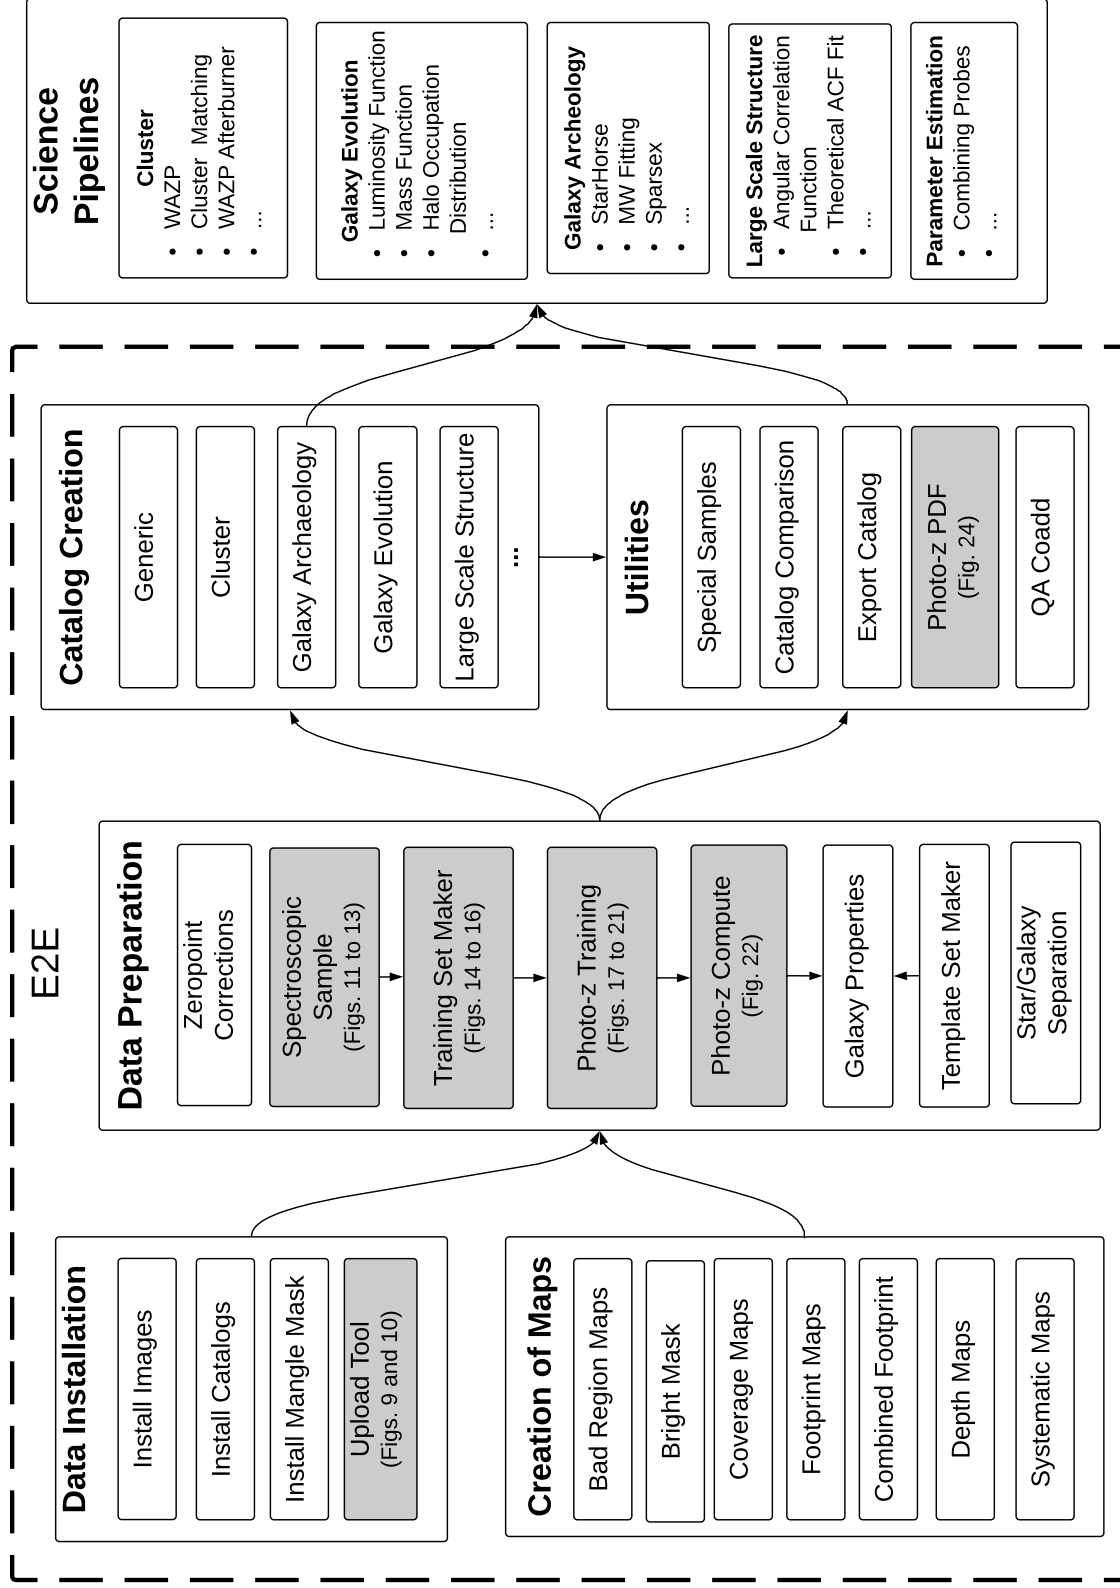 E2E
Data Installation
Install Images
Install Catalogs
Install Mangle Mask
Upload Tool
(Figs. 9 and 10)
Creation of Maps
Bad Region Maps
Bright Mask
Coverage Maps
Footprint Maps
Combined Footprint
Depth Maps
Systematic Maps
Data Preparation
Zeropoint
Corrections
Spectroscopic
Sample
(Figs. 11 to 13)
Training Set Maker
(Figs. 14 to 16)
Photo-z Training
(Figs. 17 to 21)
Photo-z Compute
(Fig. 22)
Galaxy Properties
Template Set Maker
Star/Galaxy
Separation
Catalog Creation
Generic
Cluster
Galaxy Archaeology
Galaxy Evolution
Large Scale Structure
...
Utilities
Special Samples
Catalog Comparison
Export Catalog
Photo-z PDF
(Fig. 24)
QA Coadd
Science
Pipelines
Cluster
• WAZP
• Cluster Matching
• WAZP Afterburner
• ...
Galaxy Evolution
• Luminosity Function
• Mass Function
• Halo Occupation
Distribution
• ...
Galaxy Archeology
• StarHorse
• MW Fitting
• Sparsex
• ...
Large Scale Structure
• Angular Correlation
Function
• Theoretical ACF Fit
• ...
Parameter Estimation
• Combining Probes
• ...